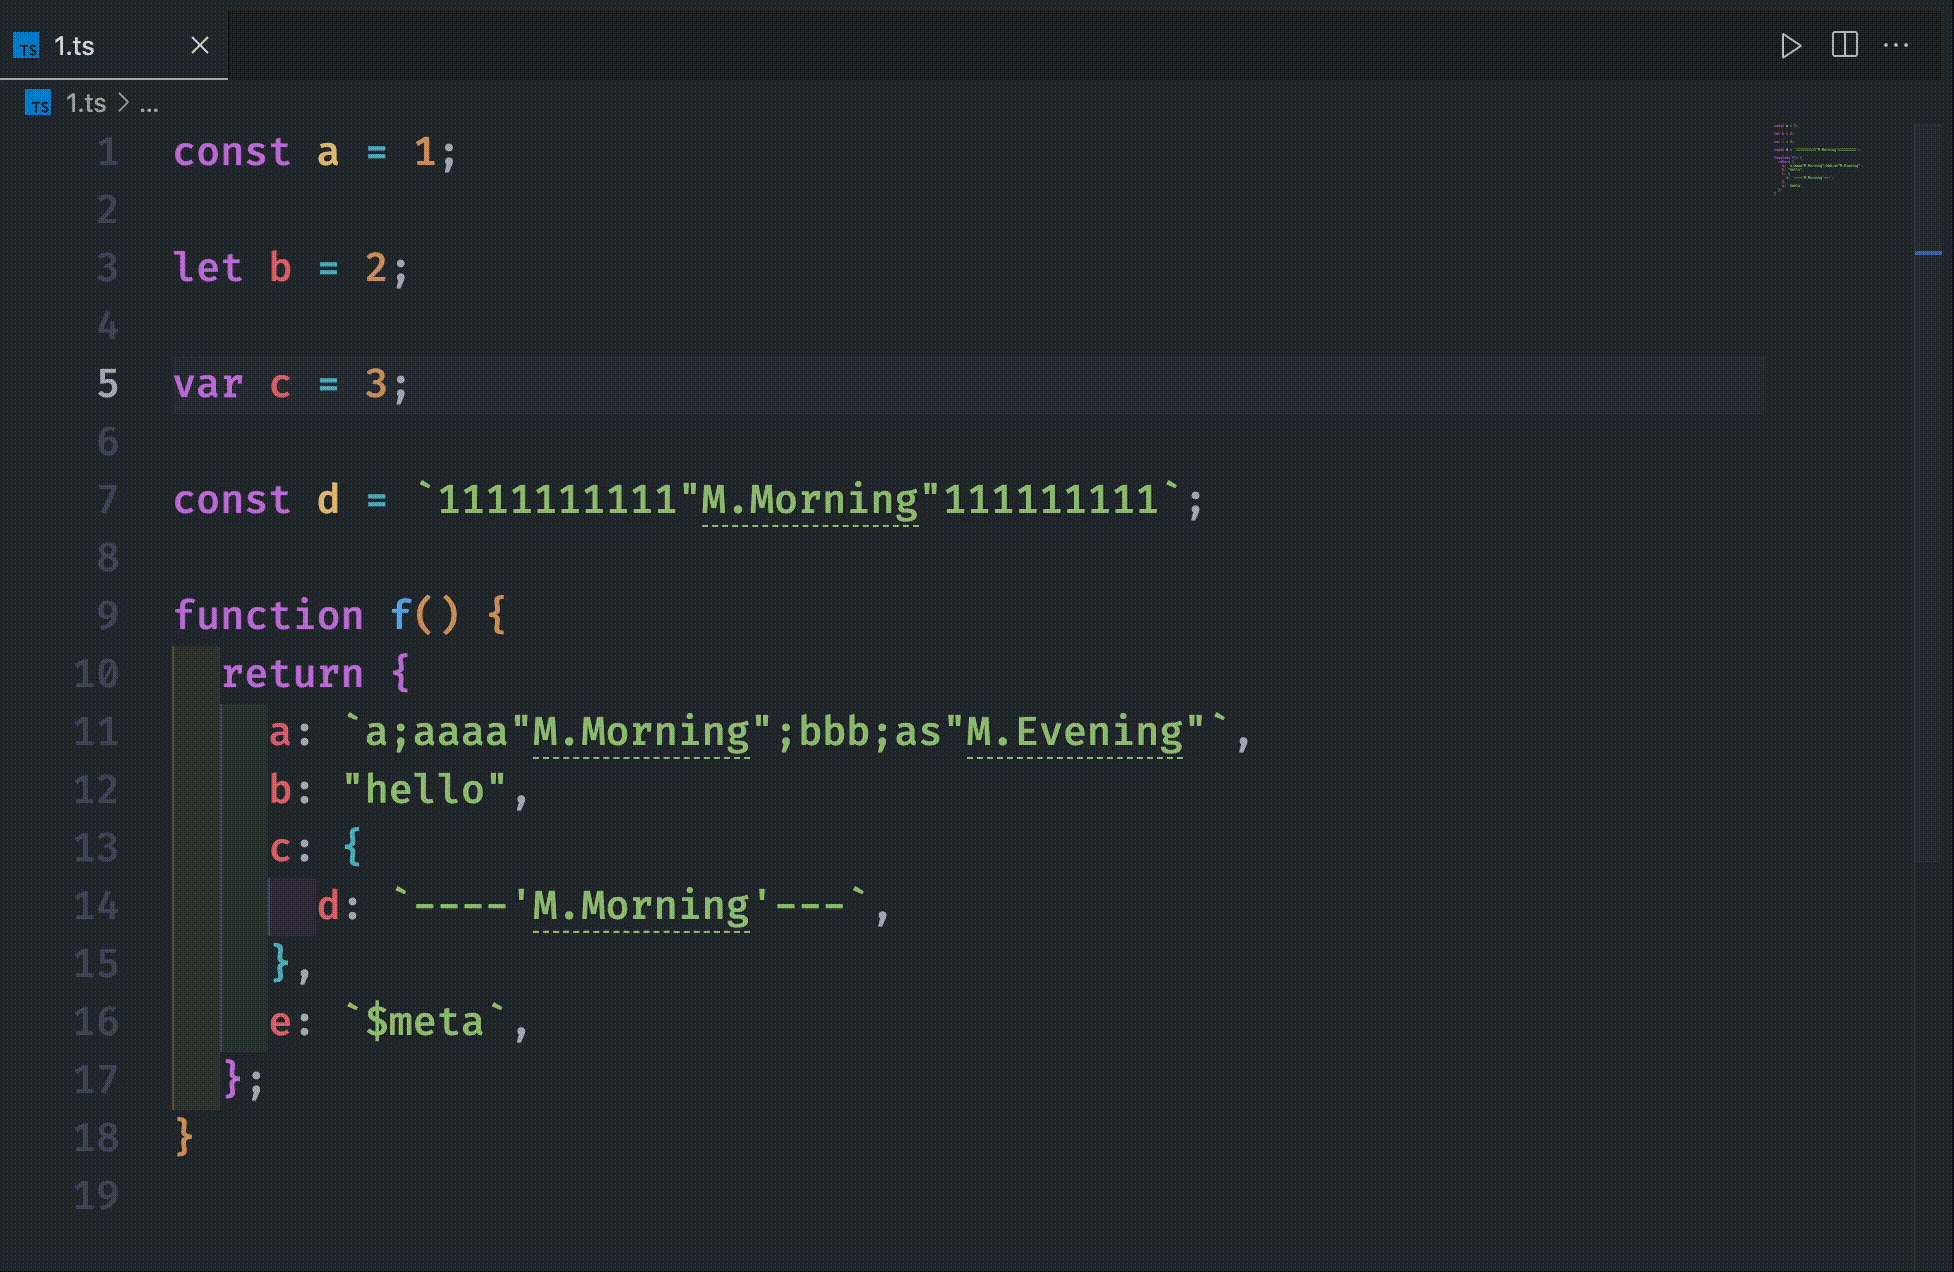 TS 1.ts
TS 1.ts > ...
1 const a = 1;
2
3 let b = 2;
4
5 var c = 3;
6
7 const d = `1111111111"M.Morning"111111111`;
8
9 function f() {
10 return {
11 a: `a;aaaa"M.Morning";bbb;as"M.Evening"`,
12 b: "hello",
13 c: {
14 d: `----'M.Morning'---`,
15 },
16 e: `$meta`,
17 };
18 }
19